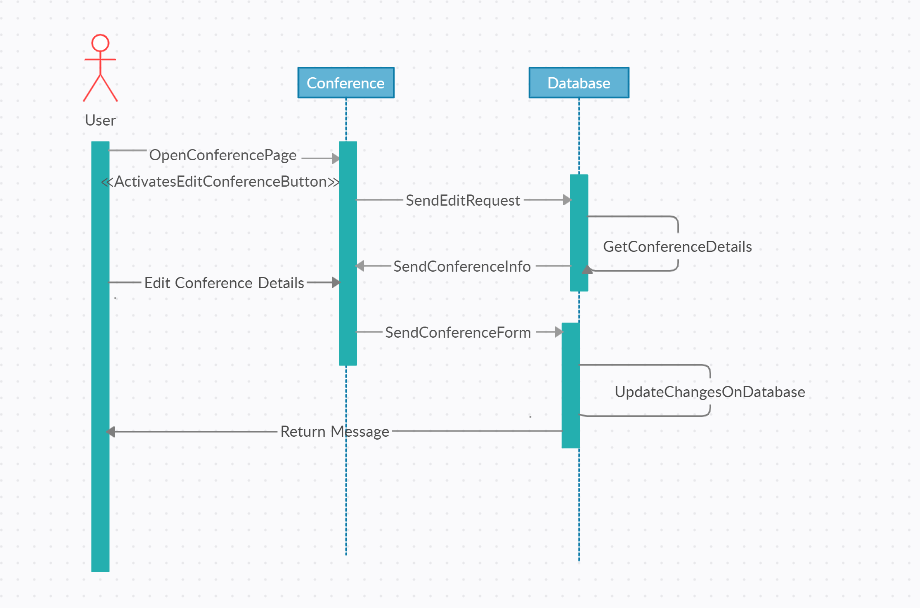 Conference
Database
User
OpenConferencePage
≪ActivatesEditConferenceButton≫
SendEditRequest
GetConferenceDetails
SendConferenceInfo
Edit Conference Details
SendConferenceForm
UpdateChangesOnDatabase
Return Message